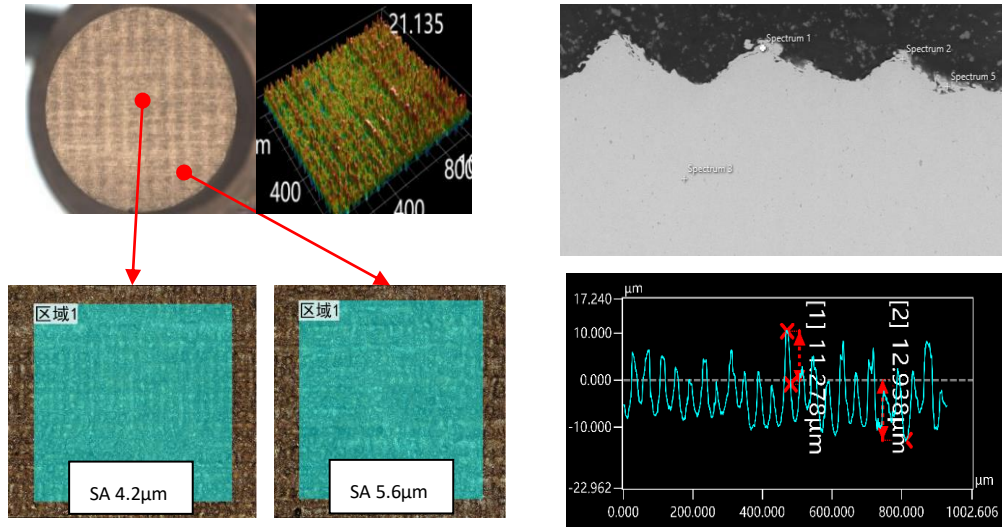 21.135
m
400
400
800
区域1
SA 4.2µm
区域1
SA 5.6µm
Spectrum 1
Spectrum 2
Spectrum 5
Spectrum 3
µm
17.240
10.000
0.000
-10.000
-22.962
[1] 11.278µm
[2] 12.938µm
µm
0.000
200.000
400.000
600.000
800.000
1002.606